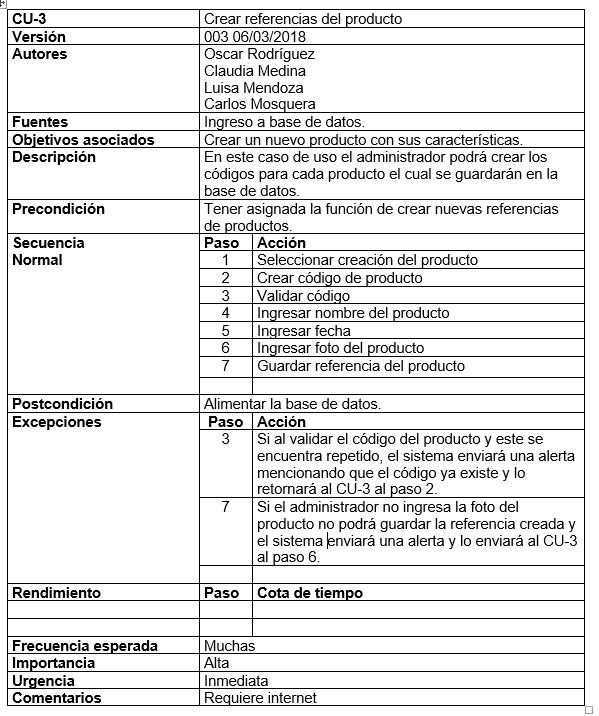 CU-3 Crear referencias del producto
Versión 003 06/03/2018
Autores Oscar Rodríguez
Claudia Medina
Luisa Mendoza
Carlos Mosquera
Fuentes Ingreso a base de datos.
Objetivos asociados Crear un nuevo producto con sus características.
Descripción En este caso de uso el administrador podrá crear los
códigos para cada producto el cual se guardarán en la
base de datos.
Precondición Tener asignada la función de crear nuevas referencias
de productos.
Secuencia Paso Acción
Normal 1 Seleccionar creación del producto
2 Crear código de producto
3 Validar código
4 Ingresar nombre del producto
5 Ingresar fecha
6 Ingresar foto del producto
7 Guardar referencia del producto
Postcondición Alimentar la base de datos.
Excepciones Paso Acción
3 Si al validar el código del producto y este se
encuentra repetido, el sistema enviará una alerta
mencionando que el código ya existe y lo
retornará al CU-3 al paso 2.
7 Si el administrador no ingresa la foto del
producto no podrá guardar la referencia creada y
el sistema enviará una alerta y lo enviará al CU-3
al paso 6.
Rendimiento Paso Cota de tiempo
Frecuencia esperada Muchas
Importancia Alta
Urgencia Inmediata
Comentarios Requiere internet